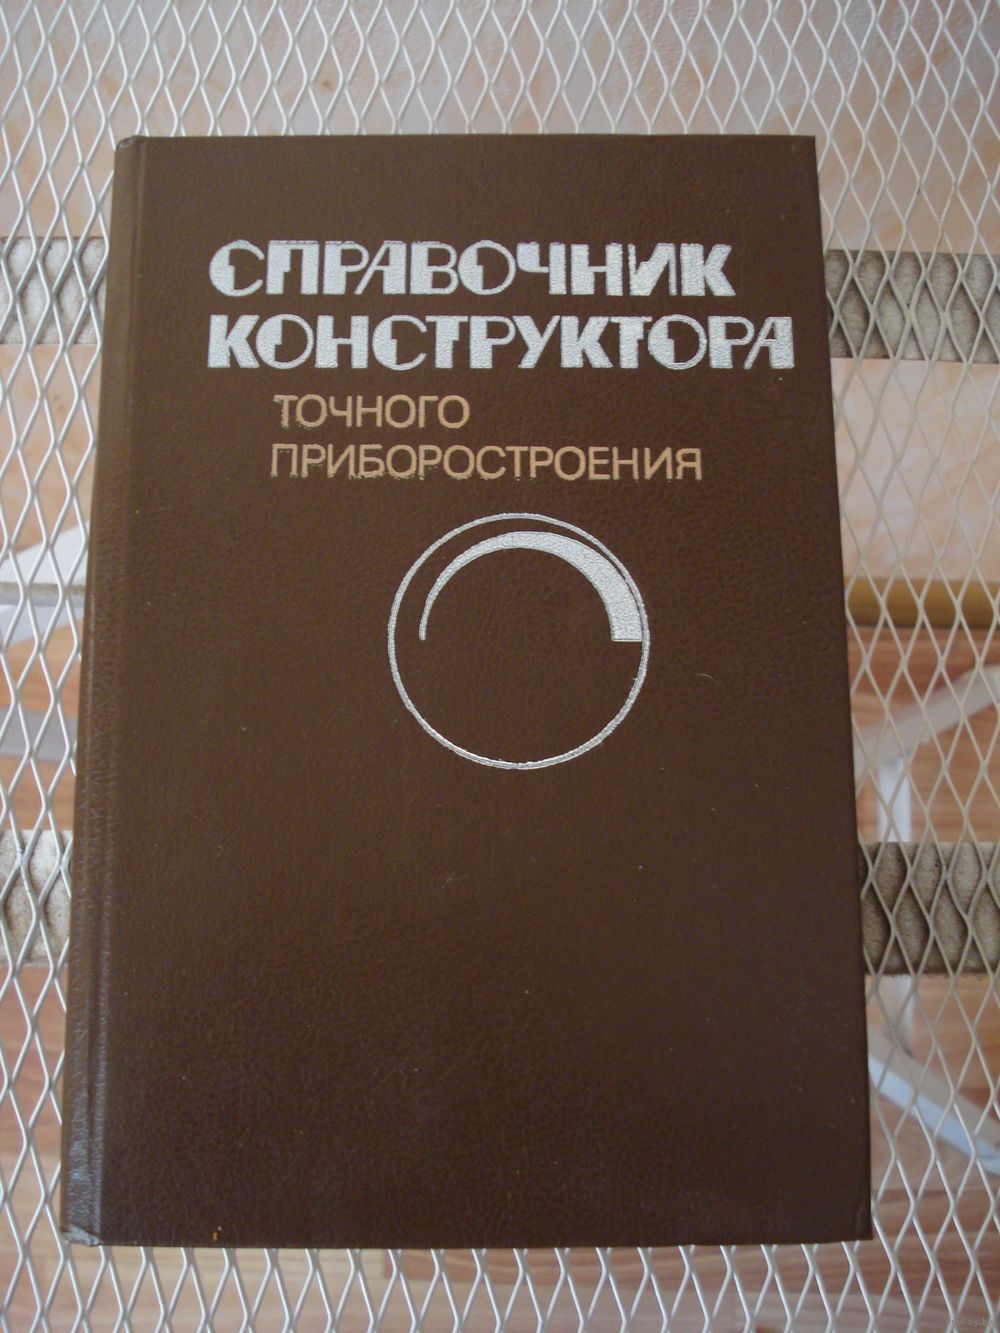 СПРАВОЧНИК
КОНСТРУКТОРА
ТОЧНОГО
ПРИБОРОСТРОЕНИЯ